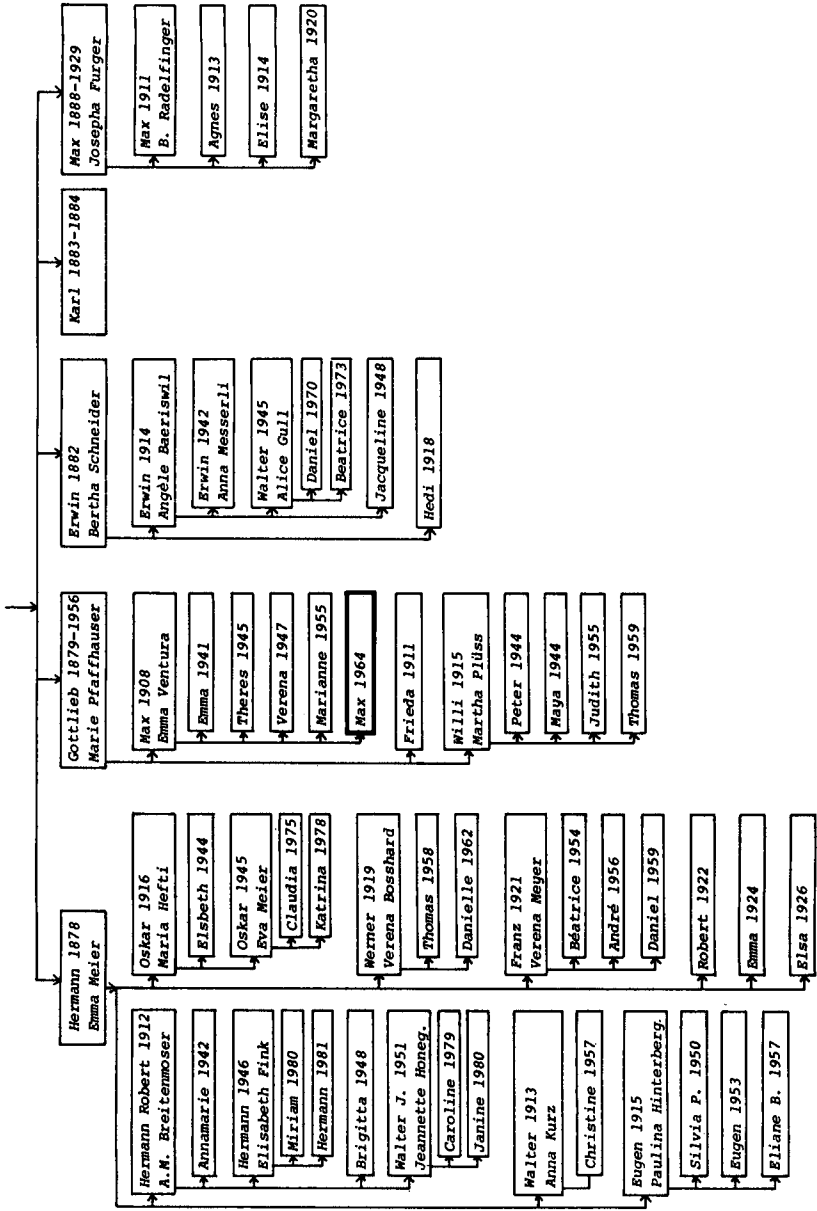 Hermann 1878
Emma Meier
Hermann Robert 1912
A.M. Breitenmoser
Annamarie 1942
Hermann 1946
Elisabeth Fink
Miriam 1980
Hermann 1981
Brigitta 1948
Walter J. 1951
Jeannette Honeg.
Caroline 1979
Janine 1980
Walter 1913
Anna Kurz
Christine 1957
Eugen 1915
Paulina Hinterberg.
Silvia P. 1950
Eugen 1953
Eliane B. 1957
Oskar 1916
Maria Hefti
Elsbeth 1944
Oskar 1945
Eva Meier
Claudia 1975
Katrina 1978
Werner 1919
Verena Bosshard
Thomas 1958
Danielle 1962
Franz 1921
Verena Meyer
Béatrice 1954
André 1956
Daniel 1959
Robert 1922
Emma 1924
Elsa 1926
Gottlieb 1879-1956
Marie Pfaffhauser
Max 1908
Emma Ventura
Emma 1941
Theres 1945
Verena 1947
Marianne 1955
Max 1964
Frieda 1911
Willi 1915
Martha Plüss
Peter 1944
Maya 1944
Judith 1955
Thomas 1959
Erwin 1882
Bertha Schneider
Erwin 1914
Angèle Baeriswil
Erwin 1942
Anna Messerli
Walter 1945
Alice Gull
Daniel 1970
Beatrice 1973
Jacqueline 1948
Hedi 1918
Karl 1883-1884
Max 1888-1929
Josepha Furger
Max 1911
B. Radelfinger
Agnes 1913
Elise 1914
Margaretha 1920